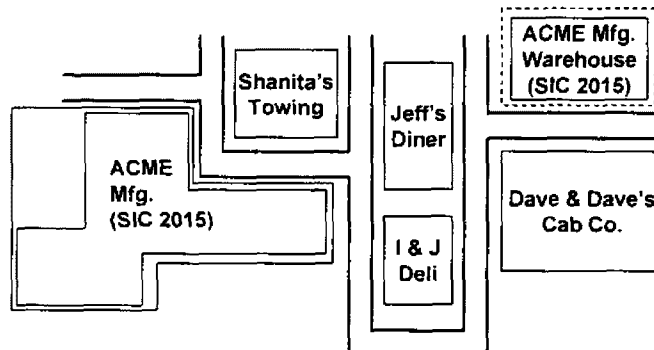 ACME Mfg.
Warehouse
(SIC 2015)
Shanita's
Towing
Jeff's
Diner
ACME
Mfg.
(SIC 2015)
Dave & Dave's
Cab Co.
I & J
Deli